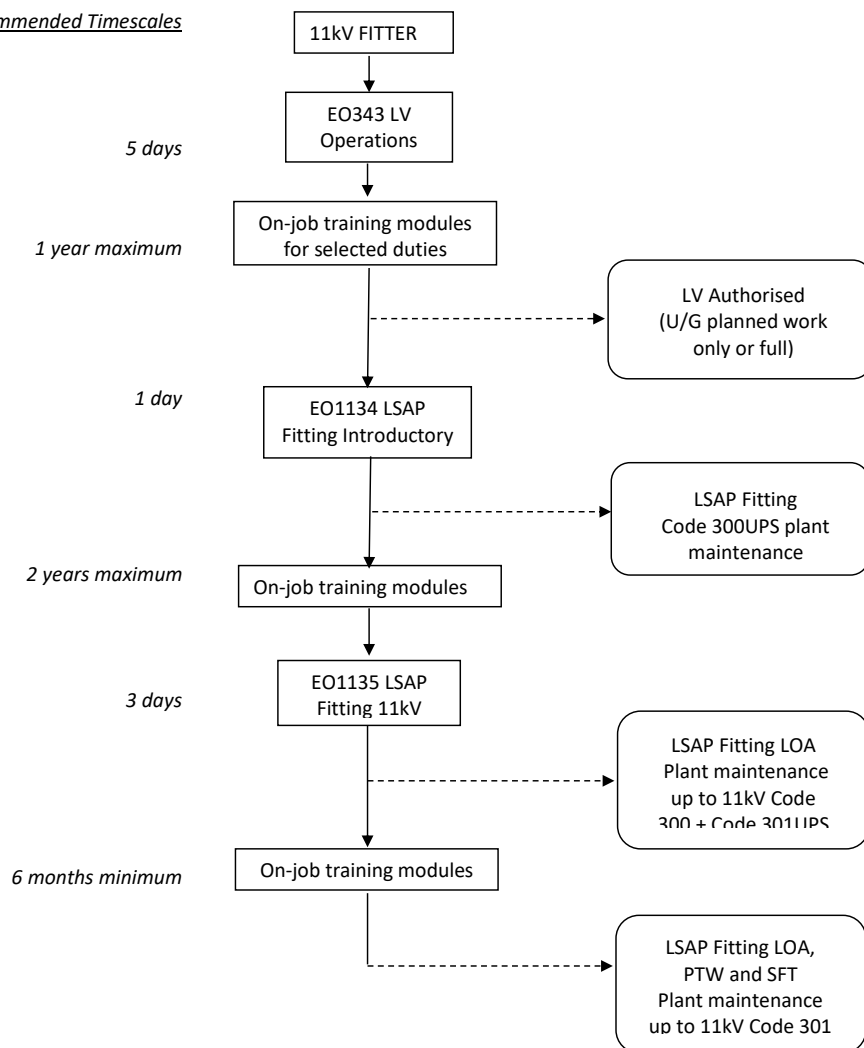 mmended Timescales
11kV FITTER
EO343 LV
Operations
5 days
On-job training modules
for selected duties
1 year maximum
LV Authorised
(U/G planned work
only or full)
1 day
EO1134 LSAP
Fitting Introductory
LSAP Fitting
Code 300UPS plant
maintenance
2 years maximum
On-job training modules
EO1135 LSAP
Fitting 11kV
3 days
LSAP Fitting LOA
Plant maintenance
up to 11kV Code
300 + Code 301UPS
On-job training modules
6 months minimum
LSAP Fitting LOA,
PTW and SFT
Plant maintenance
up to 11kV Code 301